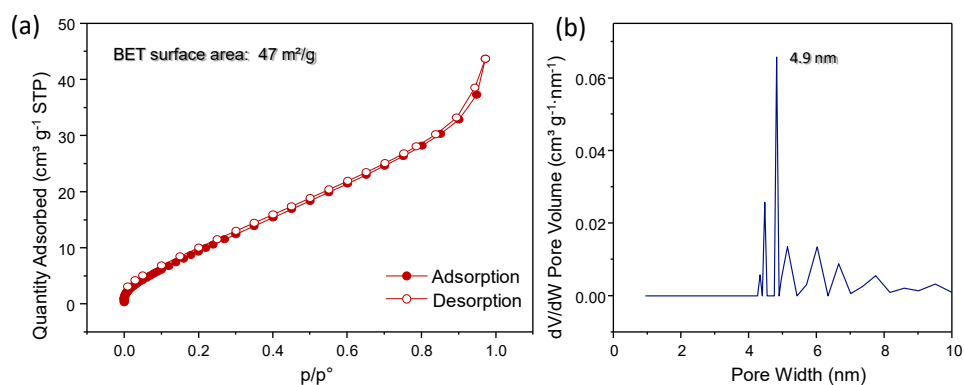 (a)
BET surface area: 47 m²/g
Quantity Adsorbed (cm³ g⁻¹ STP)
50
40
30
20
10
0
0.0 0.2 0.4 0.6 0.8 1.0
p/p°
Adsorption
Desorption
(b)
4.9 nm
dV/dW Pore Volume (cm³ g⁻¹·nm⁻¹)
0.06
0.04
0.02
0.00
0 2 4 6 8 10
Pore Width (nm)